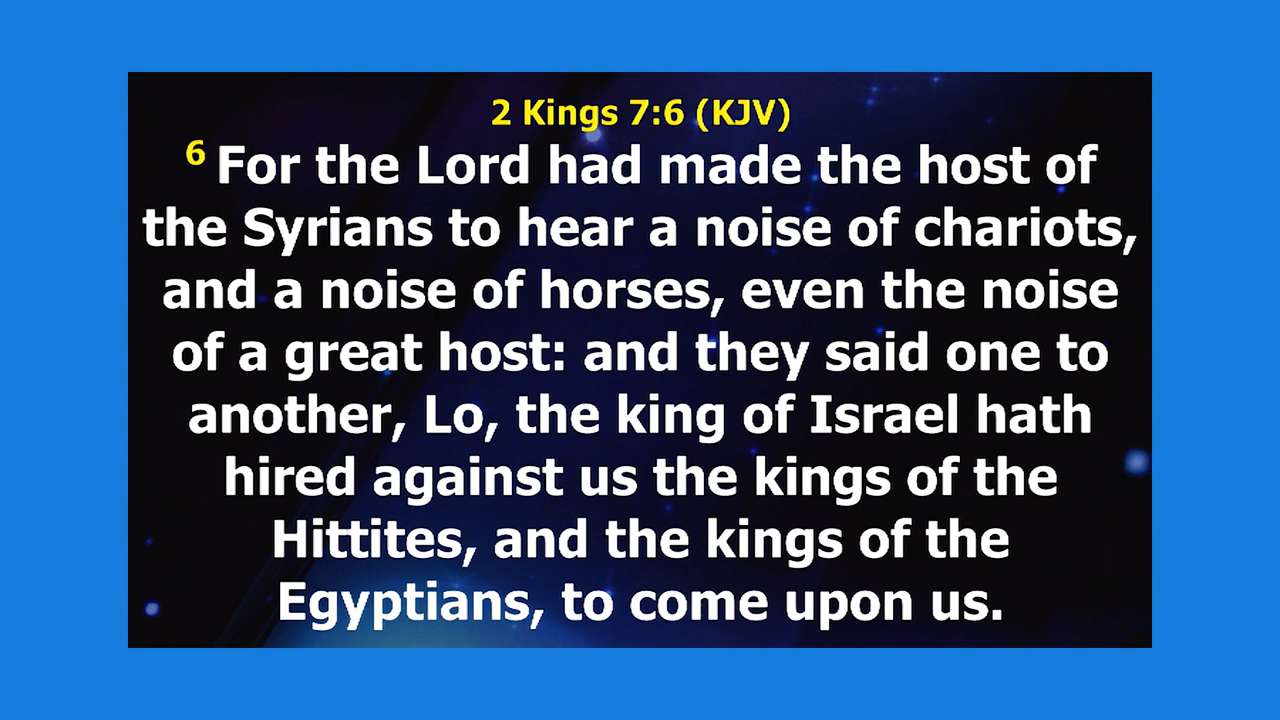 2 Kings 7:6 (KJV)
6 For the Lord had made the host of
the Syrians to hear a noise of chariots,
and a noise of horses, even the noise
of a great host: and they said one to
another, Lo, the king of Israel hath
hired against us the kings of the
Hittites, and the kings of the
Egyptians, to come upon us.